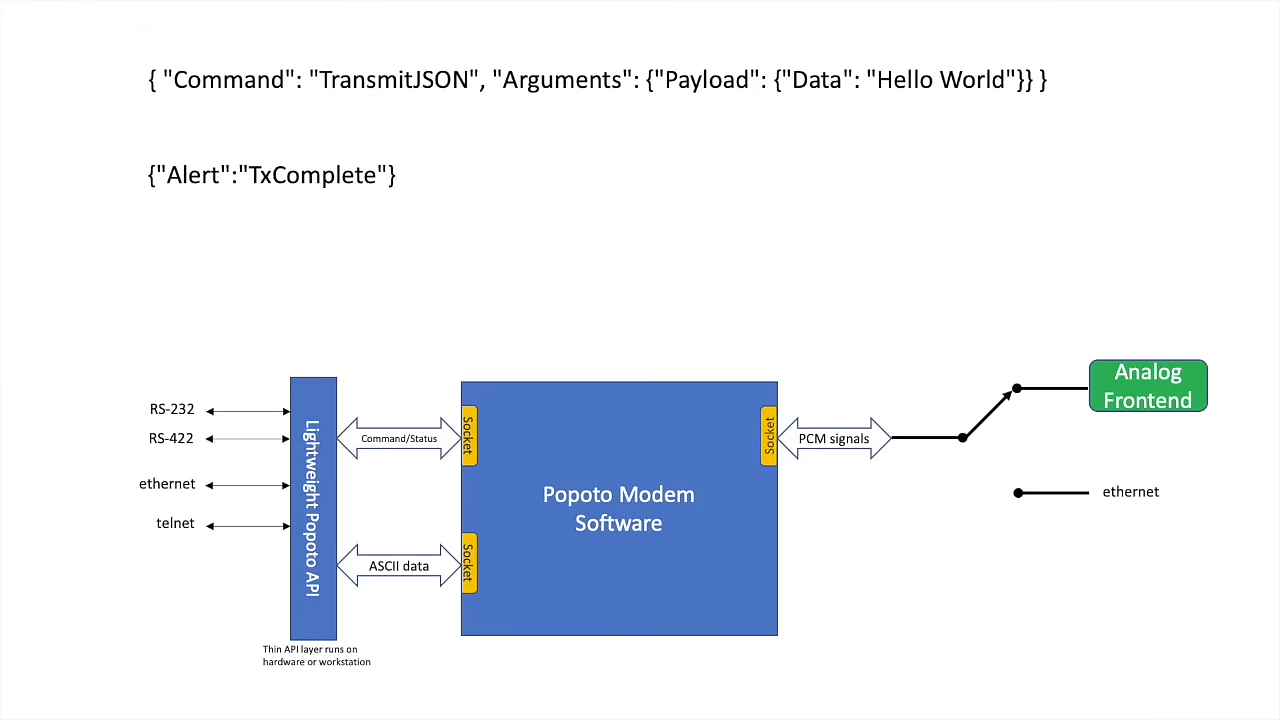 { "Command": "TransmitJSON", "Arguments": {"Payload": {"Data": "Hello World"}} }
{"Alert":"TxComplete"}
RS-232
RS-422
ethernet
telnet
Lightweight Popoto API
Thin API layer runs on
hardware or workstation
Command/Status
ASCII data
Socket
Socket
Popoto Modem
Software
Socket
PCM signals
Analog
Frontend
ethernet